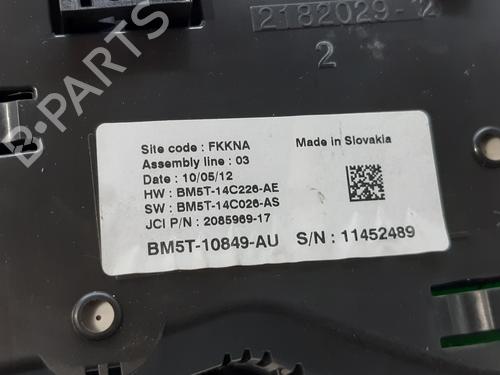 2182029-2
2
Site code : FKKNA
Made in Slovakia
Assembly line : 03
Date : 10/05/12
HW : BM5T-14C226-AE
SW : BM5T-14C026-AS
JCI P/N : 2085969-17
BM5T-10849-AU S/N : 11452489
B-PARTS